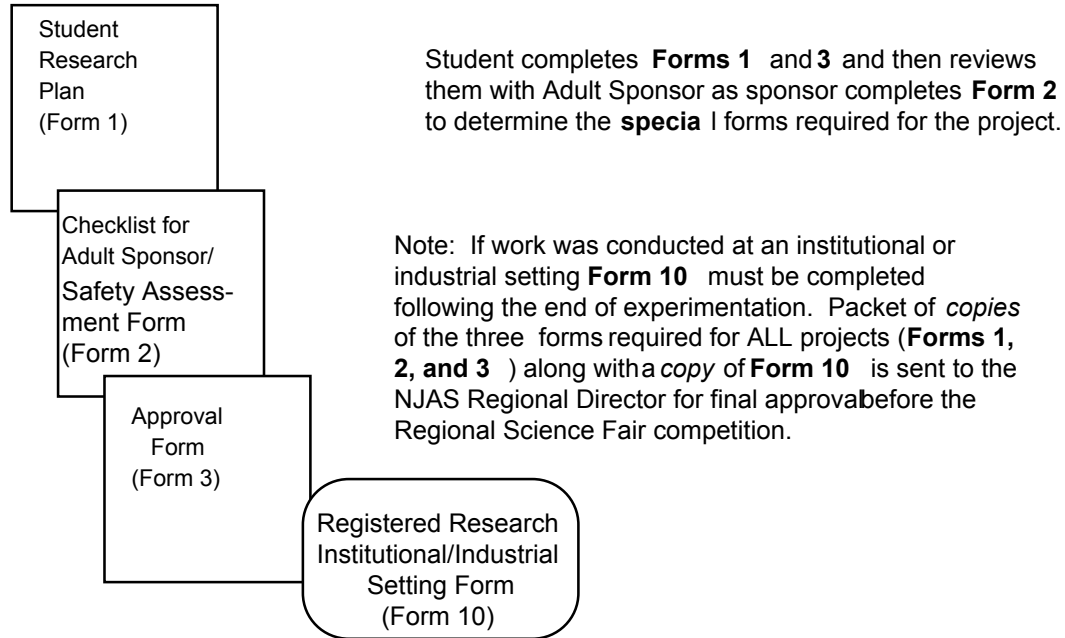 Student
Research
Plan
(Form 1)
Student completes Forms 1 and 3 and then reviews
them with Adult Sponsor as sponsor completes Form 2
to determine the specia l forms required for the project.
Checklist for
Adult Sponsor/
Safety Assess-
ment Form
(Form 2)
Note: If work was conducted at an institutional or
industrial setting Form 10 must be completed
following the end of experimentation. Packet of copies
of the three forms required for ALL projects (Forms 1,
2, and 3 ) along with a copy of Form 10 is sent to the
NJAS Regional Director for final approval before the
Regional Science Fair competition.
Approval
Form
(Form 3)
Registered Research
Institutional/Industrial
Setting Form
(Form 10)